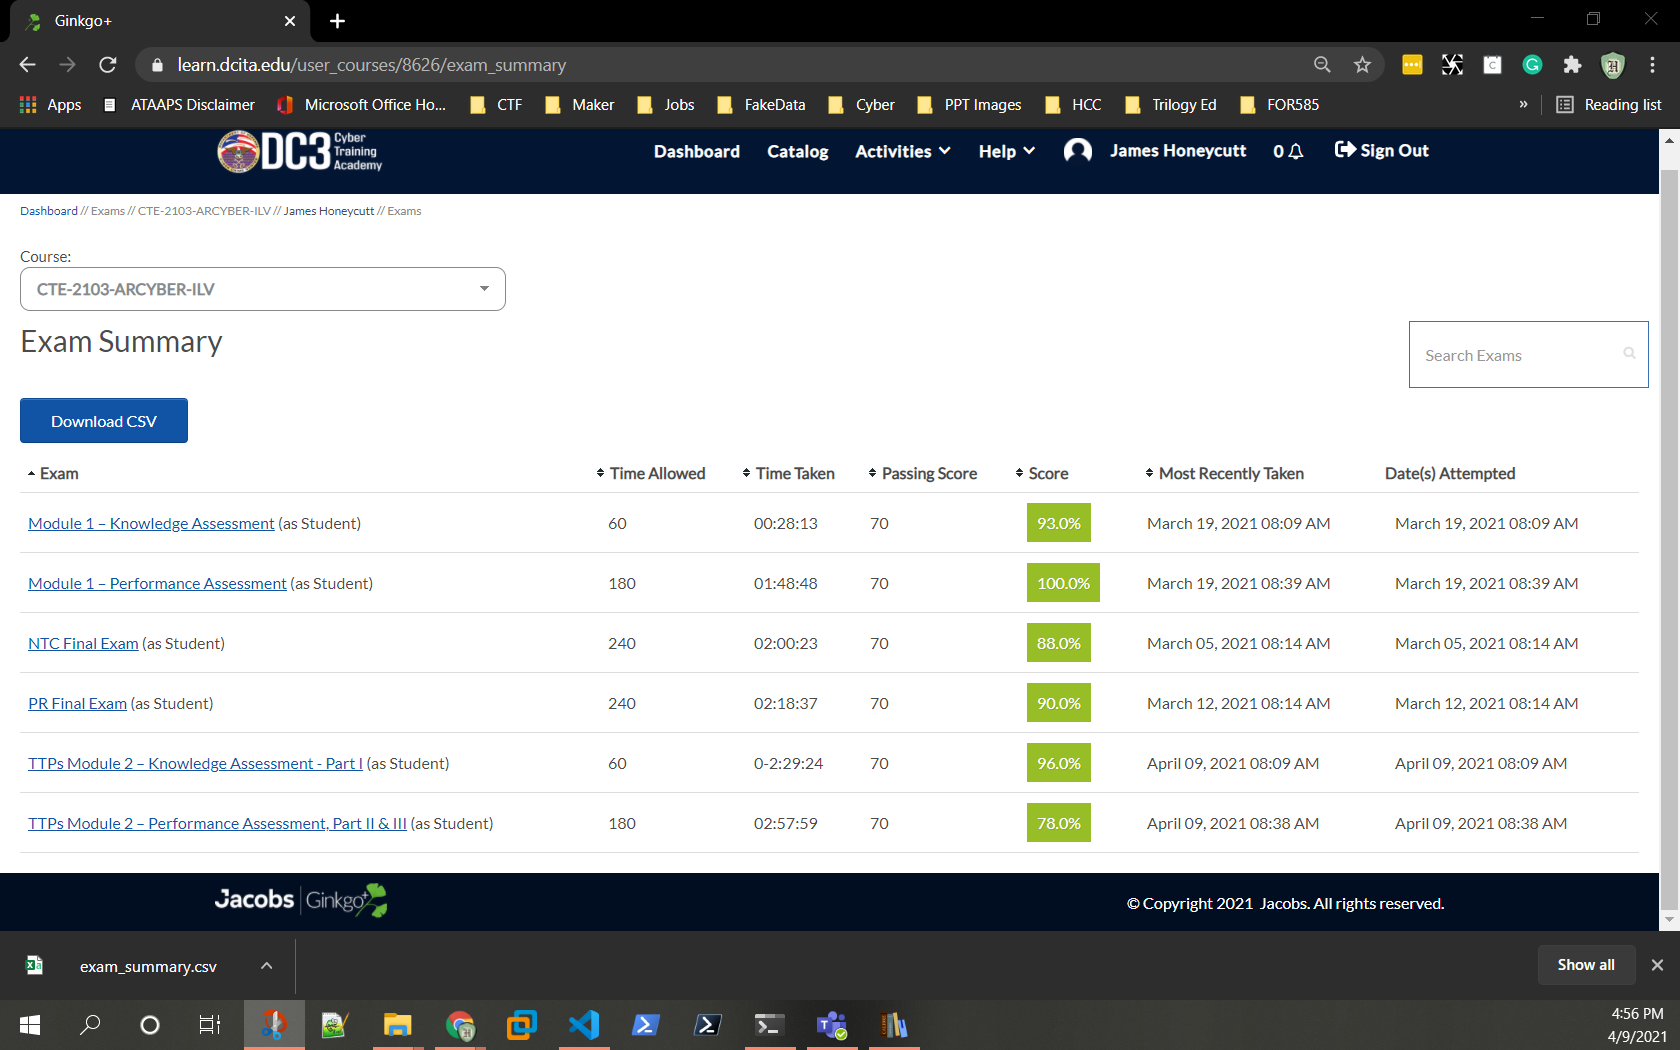 Ginkgo+
learn.dcita.edu/user_courses/8626/exam_summary
Apps ATAAPS Disclaimer Microsoft Office Ho... CTF Maker Jobs FakeData Cyber PPT Images HCC Trilogy Ed FOR585 » Reading list
DC3 Cyber Training Academy
Dashboard Catalog Activities Help James Honeycutt 0 Sign Out
Dashboard // Exams // CTE-2103-ARCYBER-ILV // James Honeycutt // Exams
Course:
CTE-2103-ARCYBER-ILV
Exam Summary
Search Exams
Download CSV
Exam Time Allowed Time Taken Passing Score Score Most Recently Taken Date(s) Attempted
Module 1 – Knowledge Assessment (as Student) 60 00:28:13 70 93.0% March 19, 2021 08:09 AM March 19, 2021 08:09 AM
Module 1 – Performance Assessment (as Student) 180 01:48:48 70 100.0% March 19, 2021 08:39 AM March 19, 2021 08:39 AM
NTC Final Exam (as Student) 240 02:00:23 70 88.0% March 05, 2021 08:14 AM March 05, 2021 08:14 AM
PR Final Exam (as Student) 240 02:18:37 70 90.0% March 12, 2021 08:14 AM March 12, 2021 08:14 AM
TTPs Module 2 – Knowledge Assessment - Part I (as Student) 60 0-2:29:24 70 96.0% April 09, 2021 08:09 AM April 09, 2021 08:09 AM
TTPs Module 2 – Performance Assessment, Part II & III (as Student) 180 02:57:59 70 78.0% April 09, 2021 08:38 AM April 09, 2021 08:38 AM
Jacobs | Ginkgo+ © Copyright 2021 Jacobs. All rights reserved.
exam_summary.csv Show all
4:56 PM
4/9/2021